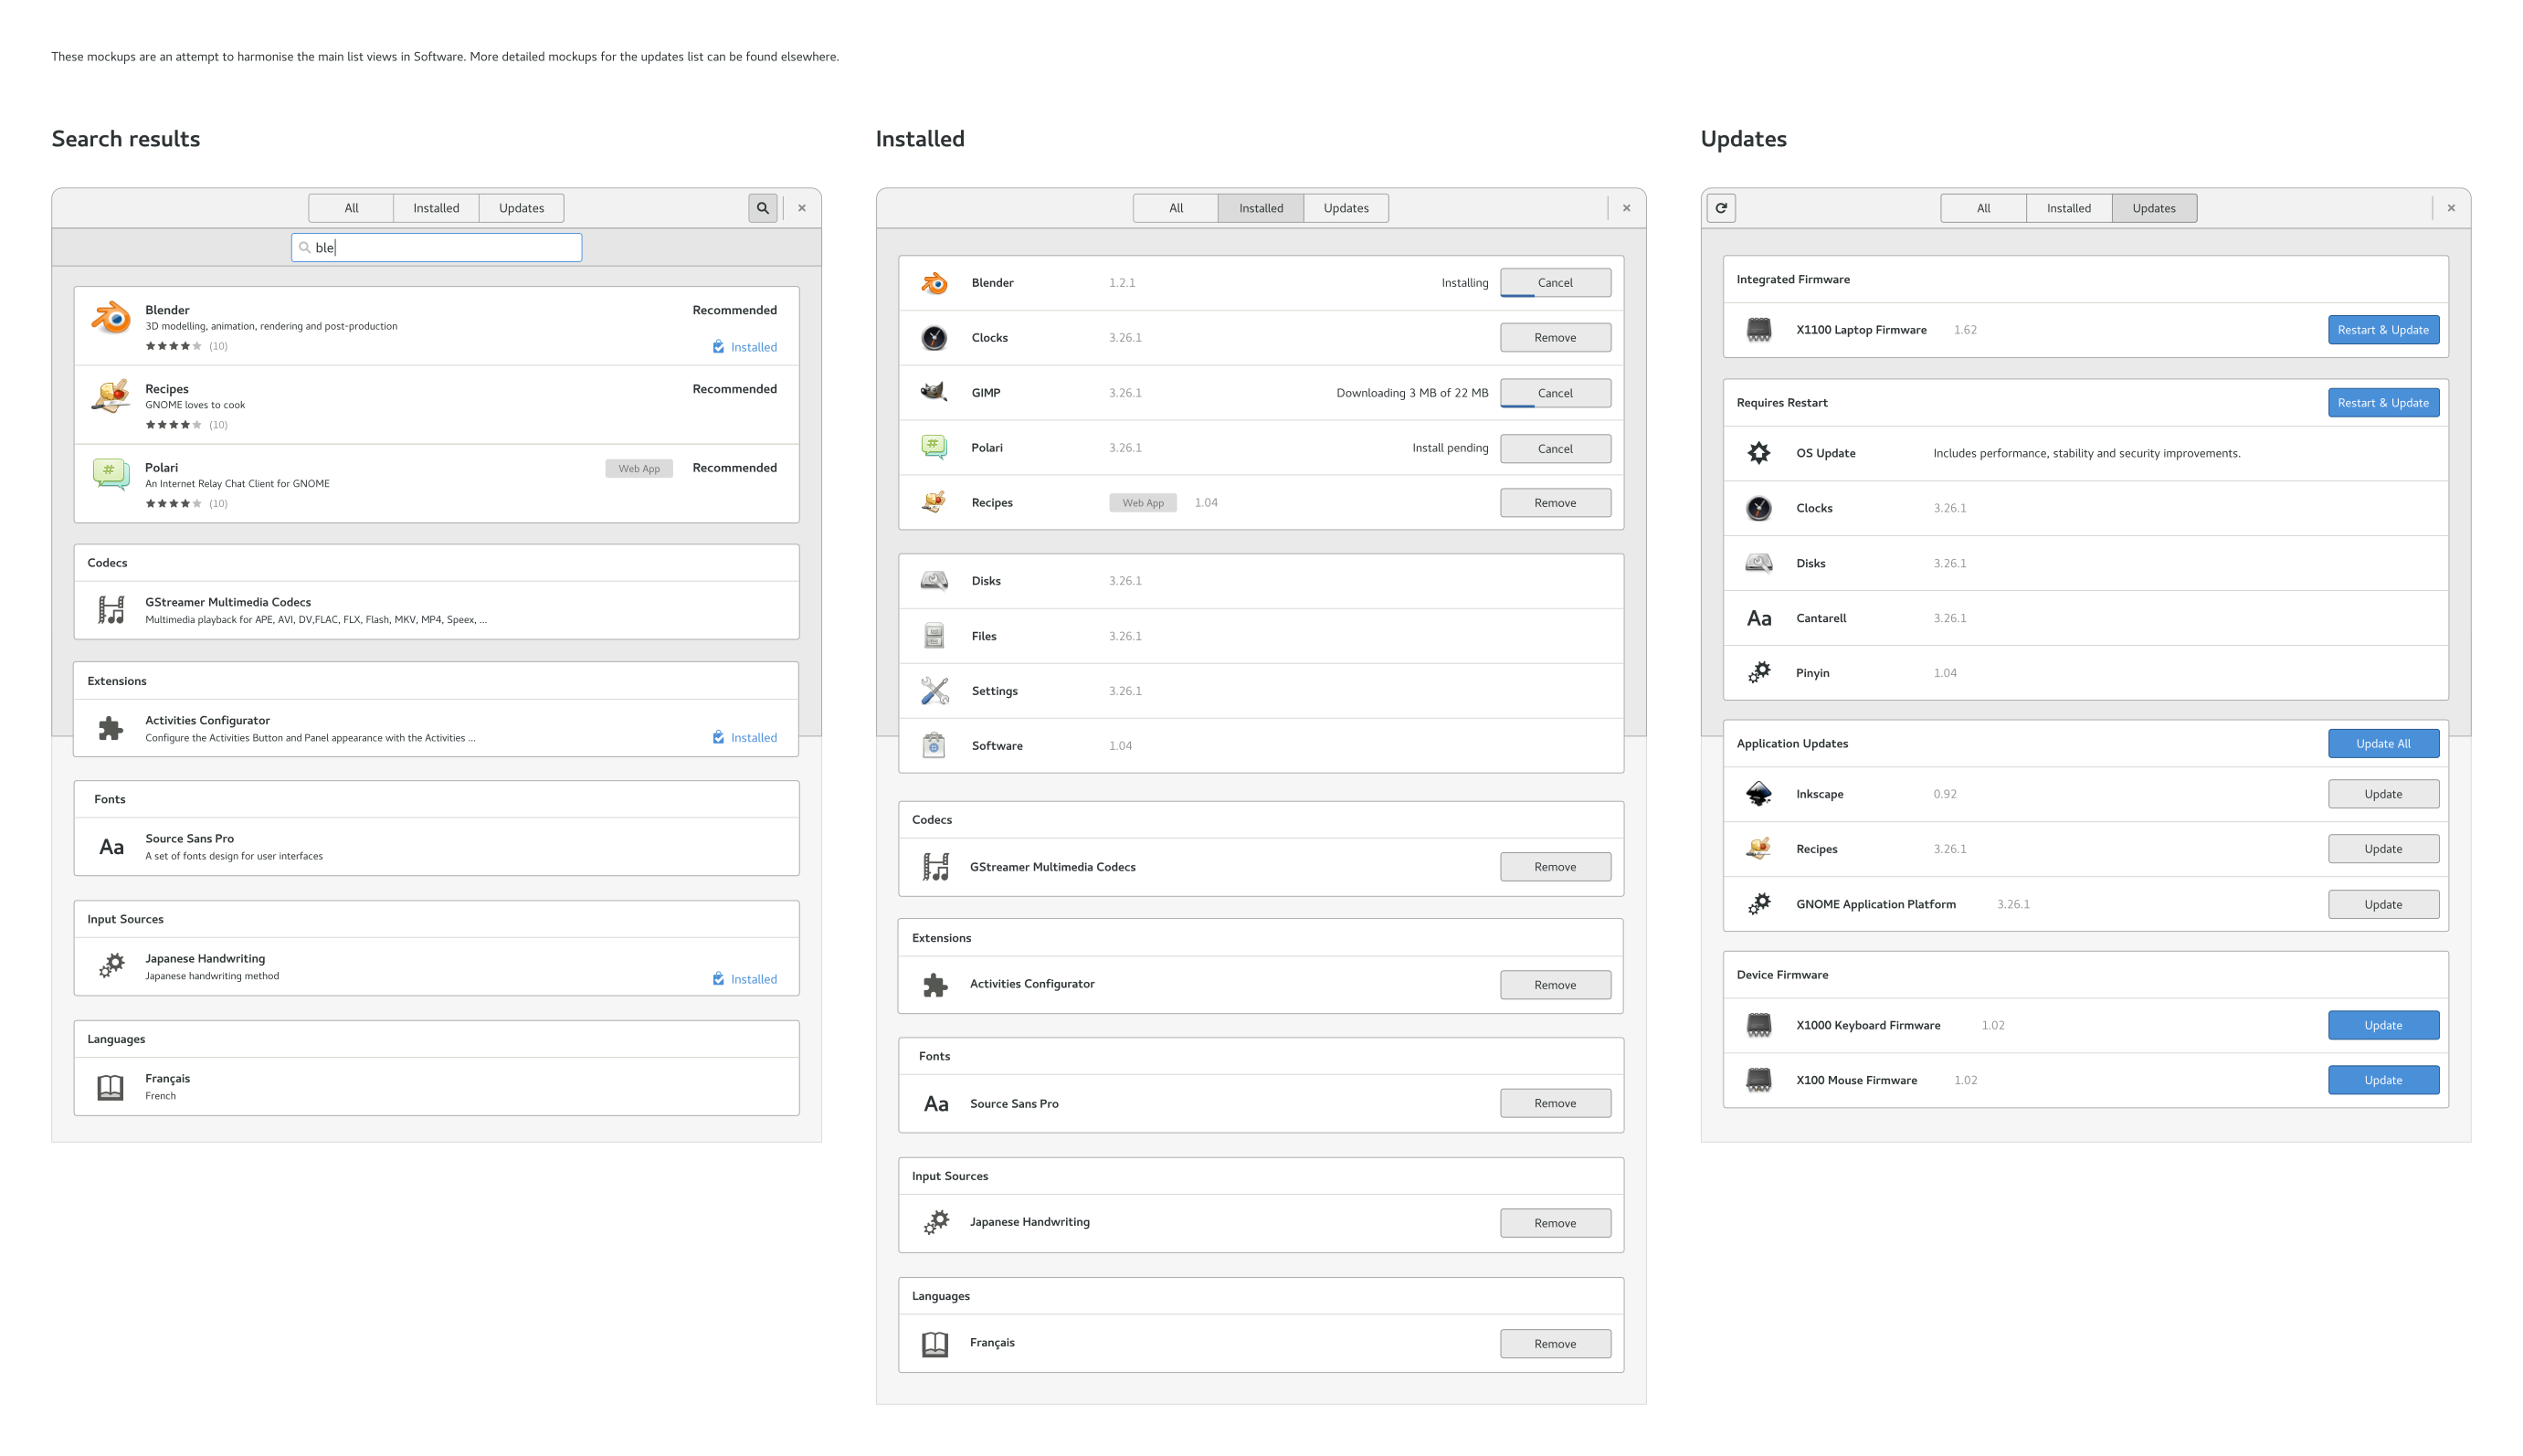 These mockups are an attempt to harmonise the main list views in Software. More detailed mockups for the updates list can be found elsewhere.
Search results
All Installed Updates
ble
Blender Recommended
3D modelling, animation, rendering and post-production
(10) Installed
Recipes Recommended
GNOME loves to cook
(10)
Polari Web App Recommended
An Internet Relay Chat Client for GNOME
(10)
Codecs
GStreamer Multimedia Codecs
Multimedia playback for APE, AVI, DV,FLAC, FLX, Flash, MKV, MP4, Speex, ...
Extensions
Activities Configurator
Configure the Activities Button and Panel appearance with the Activities ...
Installed
Fonts
Aa Source Sans Pro
A set of fonts design for user interfaces
Input Sources
Japanese Handwriting
Japanese handwriting method
Installed
Languages
Français
French
Installed
All Installed Updates
Blender 1.2.1 Installing Cancel
Clocks 3.26.1 Remove
GIMP 3.26.1 Downloading 3 MB of 22 MB Cancel
# Polari 3.26.1 Install pending Cancel
Recipes Web App 1.04 Remove
Disks 3.26.1
Files 3.26.1
Settings 3.26.1
Software 1.04
Codecs
GStreamer Multimedia Codecs Remove
Extensions
Activities Configurator Remove
Fonts
Aa Source Sans Pro Remove
Input Sources
Japanese Handwriting Remove
Languages
Français Remove
Updates
All Installed Updates
Integrated Firmware
X1100 Laptop Firmware 1.62 Restart & Update
Requires Restart Restart & Update
OS Update Includes performance, stability and security improvements.
Clocks 3.26.1
Disks 3.26.1
Aa Cantarell 3.26.1
Pinyin 1.04
Application Updates Update All
Inkscape 0.92 Update
Recipes 3.26.1 Update
GNOME Application Platform 3.26.1 Update
Device Firmware
X1000 Keyboard Firmware 1.02 Update
X100 Mouse Firmware 1.02 Update